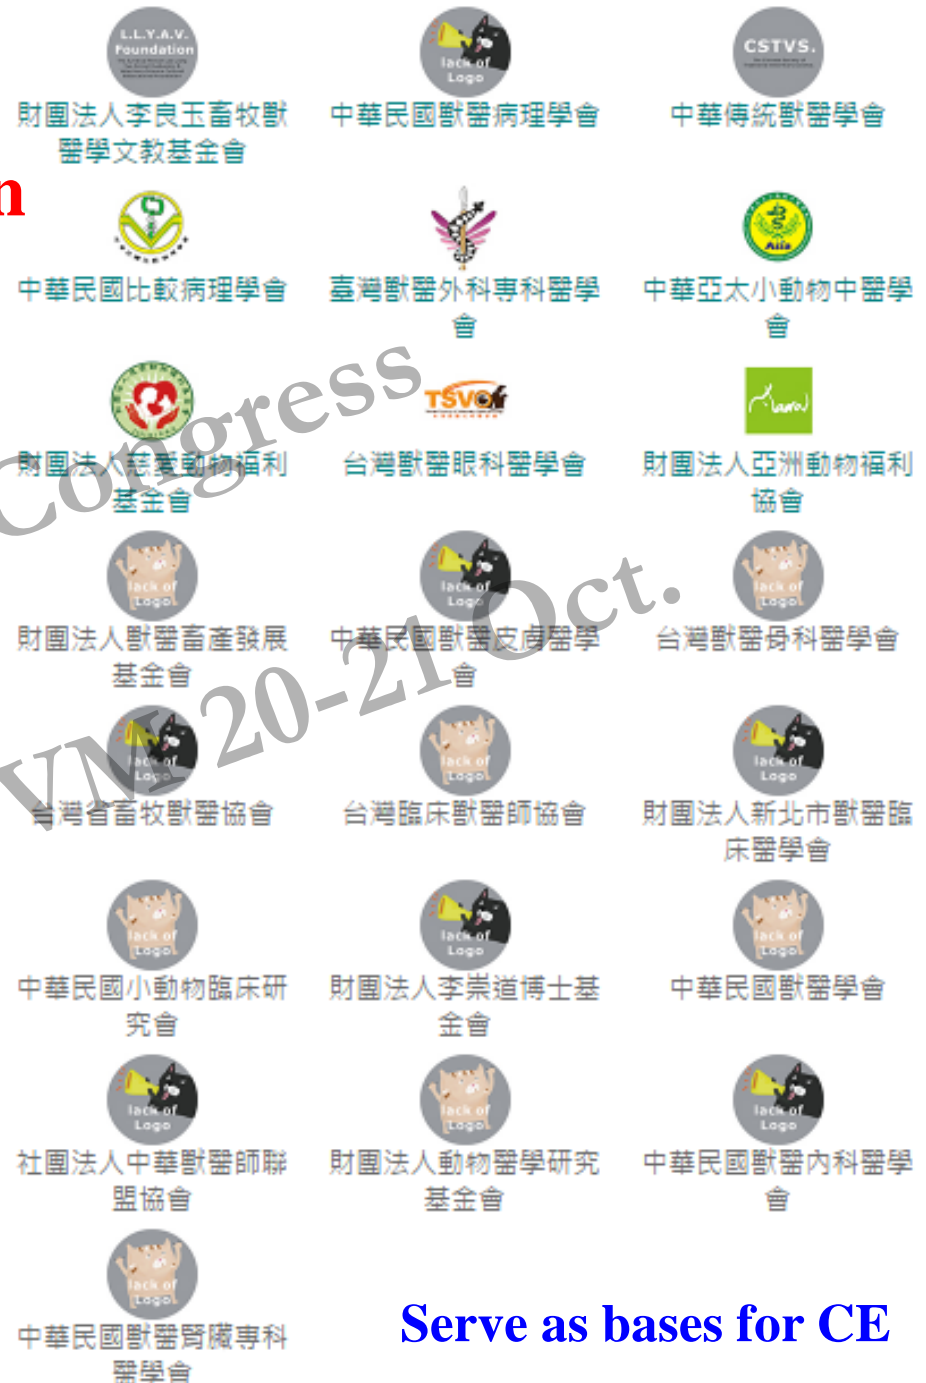 L.L.Y.A.V.
Foundation
財團法人李良玉畜牧獸
醫學文教基金會
lack of
Logo
中華民國獸醫病理學會
CSTVS.
中華傳統獸醫學會
n
中華民國比較病理學會
臺灣獸醫外科專科醫學
會
Asia
中華亞太小動物中醫學
會
Congress
財團法人慈愛動物福利
基金會
TSVO
台灣獸醫眼科醫學會
財團法人亞洲動物福利
協會
lack of
Logo
財團法人獸醫畜產發展
基金會
lack of
Logo
中華民國獸醫皮膚醫學
會
lack of
Logo
台灣獸醫骨科醫學會
VM 20-21 Oct.
lack of
Logo
台灣省畜牧獸醫協會
lack of
Logo
台灣臨床獸醫師協會
lack of
Logo
財團法人新北市獸醫臨
床醫學會
lack of
Logo
中華民國小動物臨床研
究會
lack of
Logo
財團法人李崇道博士基
金會
lack of
Logo
中華民國獸醫學會
lack of
Logo
社團法人中華獸醫師聯
盟協會
lack of
Logo
財團法人動物醫學研究
基金會
lack of
Logo
中華民國獸醫內科醫學
會
lack of
Logo
中華民國獸醫腎臟專科
醫學會
Serve as bases for CE